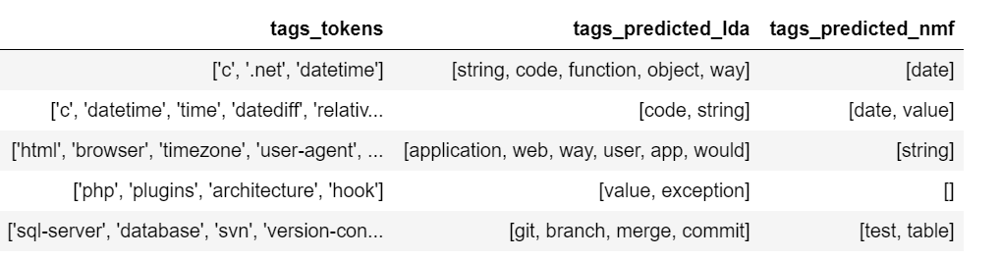 tags_tokens tags_predicted_lda tags_predicted_nmf
['c', '.net', 'datetime'] [string, code, function, object, way] [date]
['c', 'datetime', 'time', 'datediff', 'relativ... [code, string] [date, value]
['html', 'browser', 'timezone', 'user-agent', ... [application, web, way, user, app, would] [string]
['php', 'plugins', 'architecture', 'hook'] [value, exception] []
['sql-server', 'database', 'svn', 'version-con... [git, branch, merge, commit] [test, table]